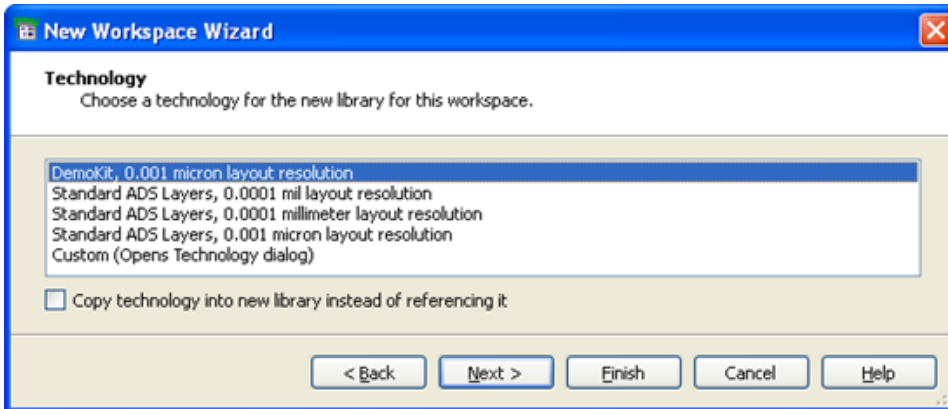 New Workspace Wizard
Technology
Choose a technology for the new library for this workspace.
DemoKit, 0.001 micron layout resolution
Standard ADS Layers, 0.0001 mil layout resolution
Standard ADS Layers, 0.0001 millimeter layout resolution
Standard ADS Layers, 0.001 micron layout resolution
Custom (Opens Technology dialog)
Copy technology into new library instead of referencing it
< Back Next > Finish Cancel Help